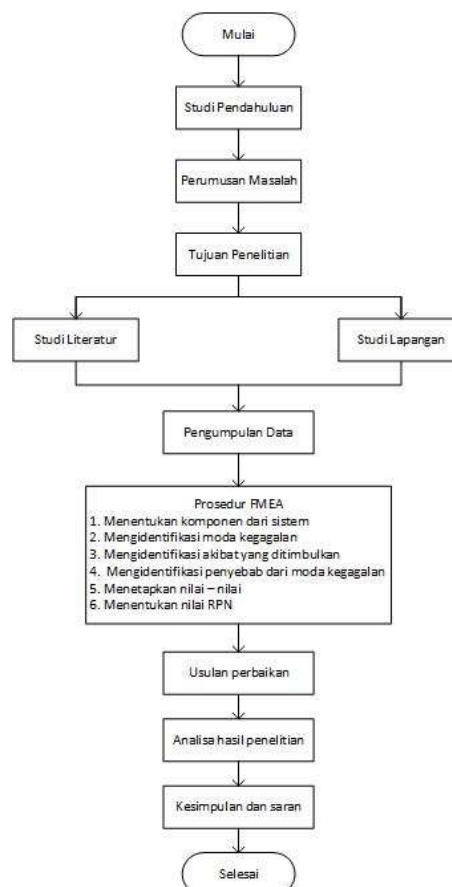 Mulai
Studi Pendahuluan
Perumusan Masalah
Tujuan Penelitian
Studi Literatur
Studi Lapangan
Pengumpulan Data
Prosedur FMEA
1. Menentukan komponen dari sistem
2. Mengidentifikasi moda kegagalan
3. Mengidentifikasi akibat yang ditimbulkan
4. Mengidentifikasi penyebab dari moda kegagalan
5. Menetapkan nilai – nilai
6. Menentukan nilai RPN
Usulan perbaikan
Analisa hasil penelitian
Kesimpulan dan saran
Selesai